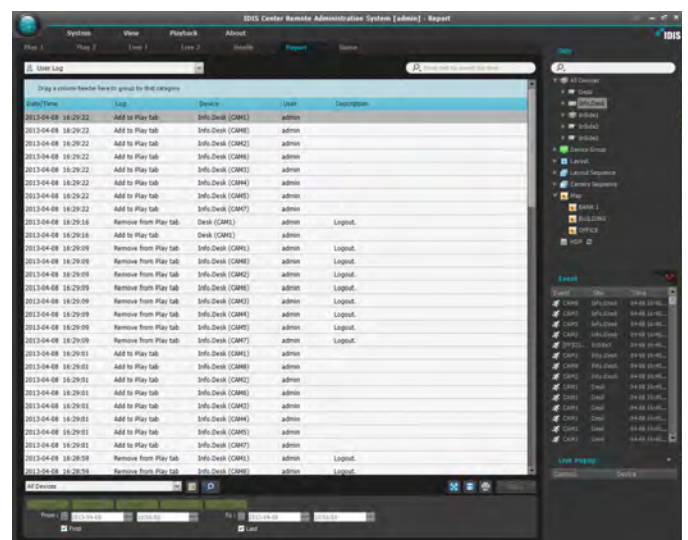 IDIS Center Remote Administration System [admin] - Report
IDIS
System View Playback About
Play 1 Play 2 Live 1 Live 2 Health Report
Site
User Log
Drag a column header here to group by that category
Date/Time Log Device User Description
2013-04-08 16:29:22 Add to Play tab Info.Desk (CAM1) admin
2013-04-08 16:29:22 Add to Play tab Info.Desk (CAM8) admin
2013-04-08 16:29:22 Add to Play tab Info.Desk (CAM2) admin
2013-04-08 16:29:22 Add to Play tab Info.Desk (CAM6) admin
2013-04-08 16:29:22 Add to Play tab Info.Desk (CAM3) admin
2013-04-08 16:29:22 Add to Play tab Info.Desk (CAM4) admin
2013-04-08 16:29:22 Add to Play tab Info.Desk (CAM5) admin
2013-04-08 16:29:22 Add to Play tab Info.Desk (CAM7) admin
2013-04-08 16:29:16 Remove from Play tab Desk (CAM1) admin Logout.
2013-04-08 16:29:16 Add to Play tab Desk (CAM1) admin
2013-04-08 16:29:09 Remove from Play tab Info.Desk (CAM1) admin Logout.
2013-04-08 16:29:09 Remove from Play tab Info.Desk (CAM8) admin Logout.
2013-04-08 16:29:09 Remove from Play tab Info.Desk (CAM2) admin Logout.
2013-04-08 16:29:09 Remove from Play tab Info.Desk (CAM6) admin Logout.
2013-04-08 16:29:09 Remove from Play tab Info.Desk (CAM3) admin Logout.
2013-04-08 16:29:09 Remove from Play tab Info.Desk (CAM4) admin Logout.
2013-04-08 16:29:09 Remove from Play tab Info.Desk (CAM5) admin Logout.
2013-04-08 16:29:09 Remove from Play tab Info.Desk (CAM7) admin Logout.
2013-04-08 16:29:01 Add to Play tab Info.Desk (CAM1) admin
2013-04-08 16:29:01 Add to Play tab Info.Desk (CAM8) admin
2013-04-08 16:29:01 Add to Play tab Info.Desk (CAM2) admin
2013-04-08 16:29:01 Add to Play tab Info.Desk (CAM6) admin
2013-04-08 16:29:01 Add to Play tab Info.Desk (CAM3) admin
2013-04-08 16:29:01 Add to Play tab Info.Desk (CAM4) admin
2013-04-08 16:29:01 Add to Play tab Info.Desk (CAM5) admin
2013-04-08 16:29:01 Add to Play tab Info.Desk (CAM7) admin
2013-04-08 16:28:59 Remove from Play tab Info.Desk (CAM1) admin Logout.
2013-04-08 16:28:59 Remove from Play tab Info.Desk (CAM8) admin Logout.
All Devices
From :
To :
First
Last
All Devices
Desk
Info.Desk
InSide1
InSide2
InSide3
Device Group
Layout
Layout Sequence
Camera Sequence
Map
BANK 1
BUILDING
OFFICE
Event
Event Site Time
Live Popup
Camera Device